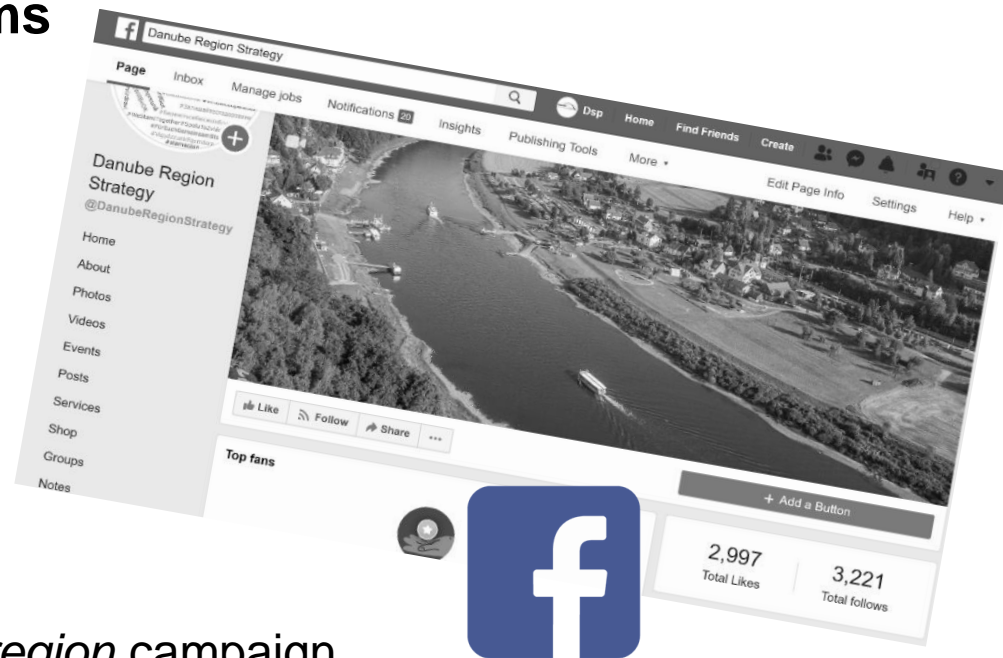 ms
Danube Region Strategy
Dsp Home Find Friends Create
Page Inbox Manage jobs Notifications 20 Insights Publishing Tools More
Edit Page Info Settings Help
Danube Region
Strategy
@DanubeRegionStrategy
Home
About
Photos
Videos
Events
Posts
Services
Shop
Groups
Notes
Like Follow Share ...
+ Add a Button
Top fans
2,997
Total Likes
3,221
Total follows
region campaign